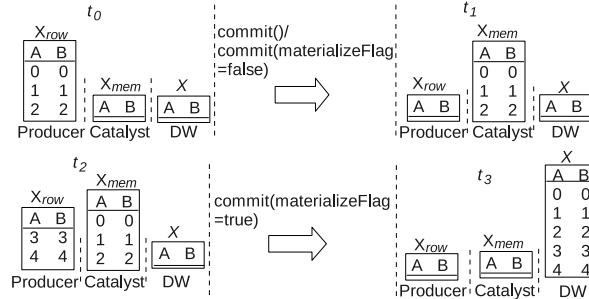 t0
Xrow
A B
0 0
1 1
2 2
Producer
Xmem
A B
Catalyst
X
A B
DW
commit()/
commit(materializeFlag
=false)
t1
Xrow
A B
Producer
Xmem
A B
0 0
1 1
2 2
Catalyst
X
A B
DW
t2
Xrow
A B
3 3
4 4
Producer
Xmem
A B
0 0
1 1
2 2
Catalyst
X
A B
DW
commit(materializeFlag
=true)
t3
Xrow
A B
Producer
Xmem
A B
Catalyst
X
A B
0 0
1 1
2 2
3 3
4 4
DW